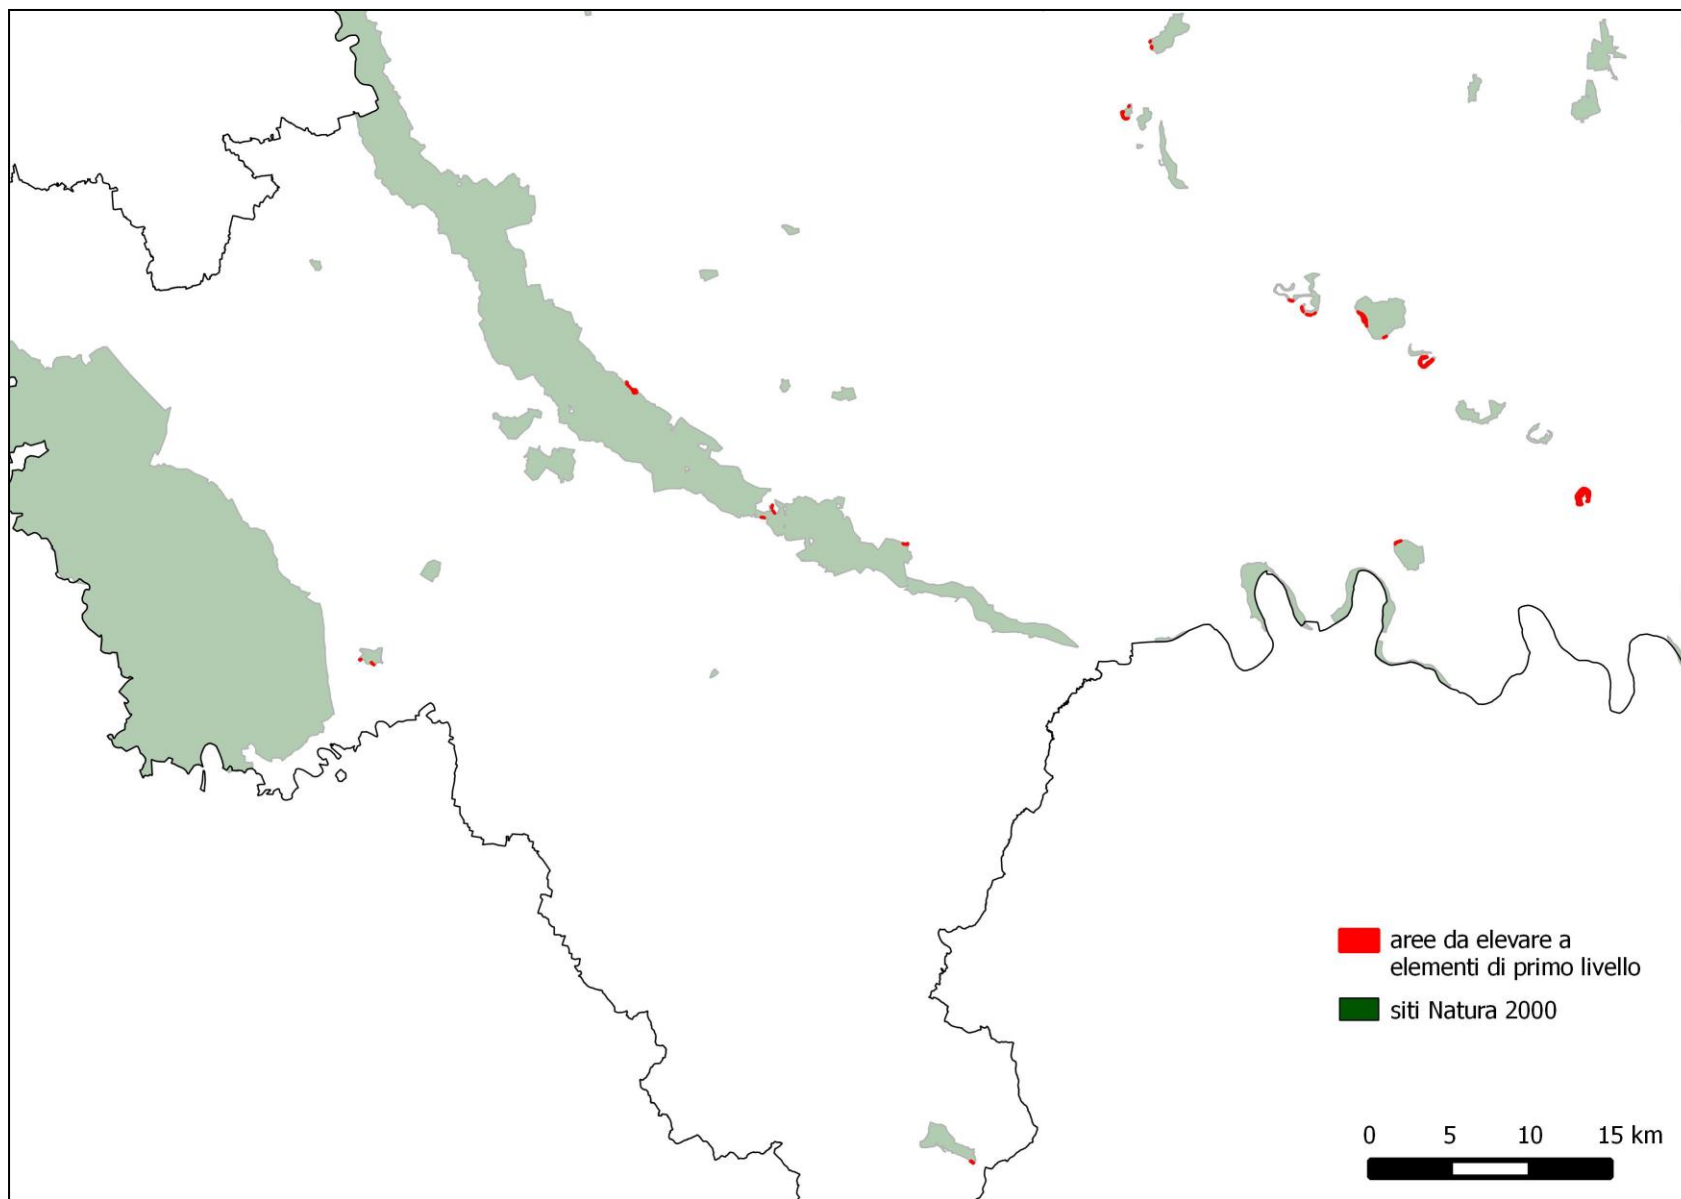 aree da elevare a
elementi di primo livello
siti Natura 2000
0 5 10 15 km